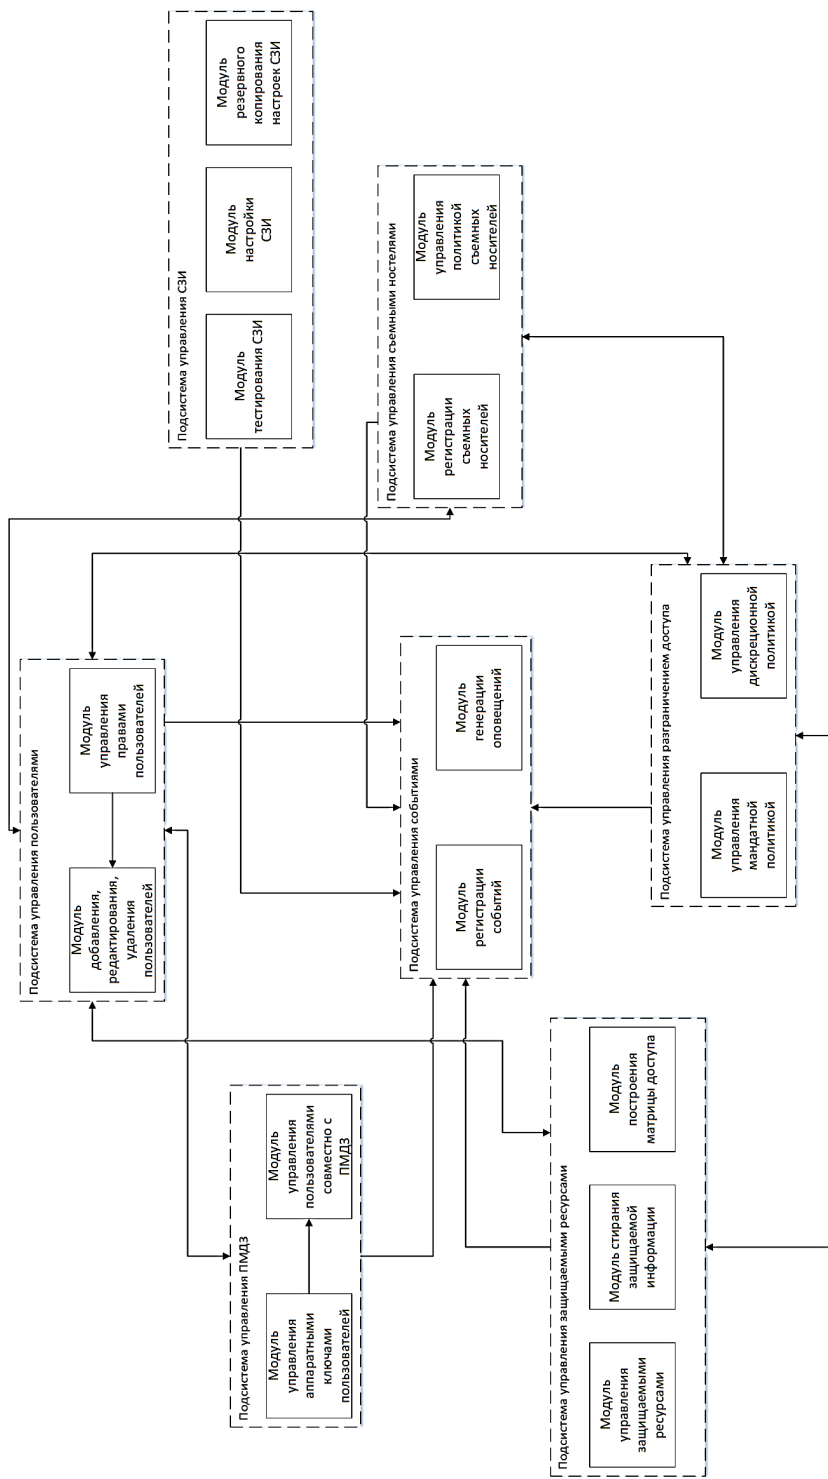 Подсистема управления пользователями
Модуль
добавления,
редактирования,
удаления
пользователей
Модуль
управления
правами
пользователей
Подсистема управления СЗИ
Модуль
тестирования СЗИ
Модуль
настройки
СЗИ
Модуль
резервного
копирования
настроек СЗИ
Подсистема управления ПМДЗ
Модуль
управления
аппаратными
ключами
пользователей
Модуль
управления
пользователями
совместно с
ПМДЗ
Подсистема управления съемными ностелями
Модуль
регистрации
съемных
носителей
Модуль
управления
политикой
съемных
носителей
Подсистема управления событиями
Модуль
регистрации
событий
Модуль
генерации
оповещений
Подсистема управления защищаемыми ресурсами
Модуль
управления
защищаемыми
ресурсами
Модуль стирания
защищаемой
информации
Модуль
построения
матрицы доступа
Подсистема управления разграничением доступа
Модуль
управления
мандатной
политикой
Модуль
управления
дискреционной
политикой